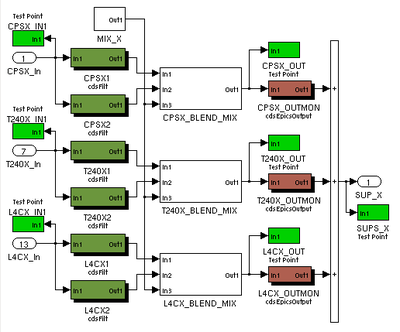 Test Point
CPSX_IN1
In1
1
CPSX_In
Out1
MIX_X
In1 Out1
CPSX1
cdsFilt
In1 Out1
CPSX2
cdsFilt
In1
In2
In3
Out1
CPSX_BLEND_MIX
In1
CPSX_OUT
Test Point
In1 Out1
CPSX_OUTMON
cdsEpicsOutput
Test Point
T240X_IN1
In1
7
T240X_In
In1 Out1
T240X1
cdsFilt
In1 Out1
T240X2
cdsFilt
In1
In2
In3
Out1
T240X_BLEND_MIX
In1
T240X_OUT
Test Point
In1 Out1
T240X_OUTMON
cdsEpicsOutput
Test Point
L4CX_IN1
In1
13
L4CX_In
In1 Out1
L4CX1
cdsFilt
In1 Out1
L4CX2
cdsFilt
In1
In2
In3
Out1
L4CX_BLEND_MIX
In1
L4CX_OUT
Test Point
In1 Out1
L4CX_OUTMON
cdsEpicsOutput
+
+
+
1
SUP_X
In1
SUPS_X
Test Point